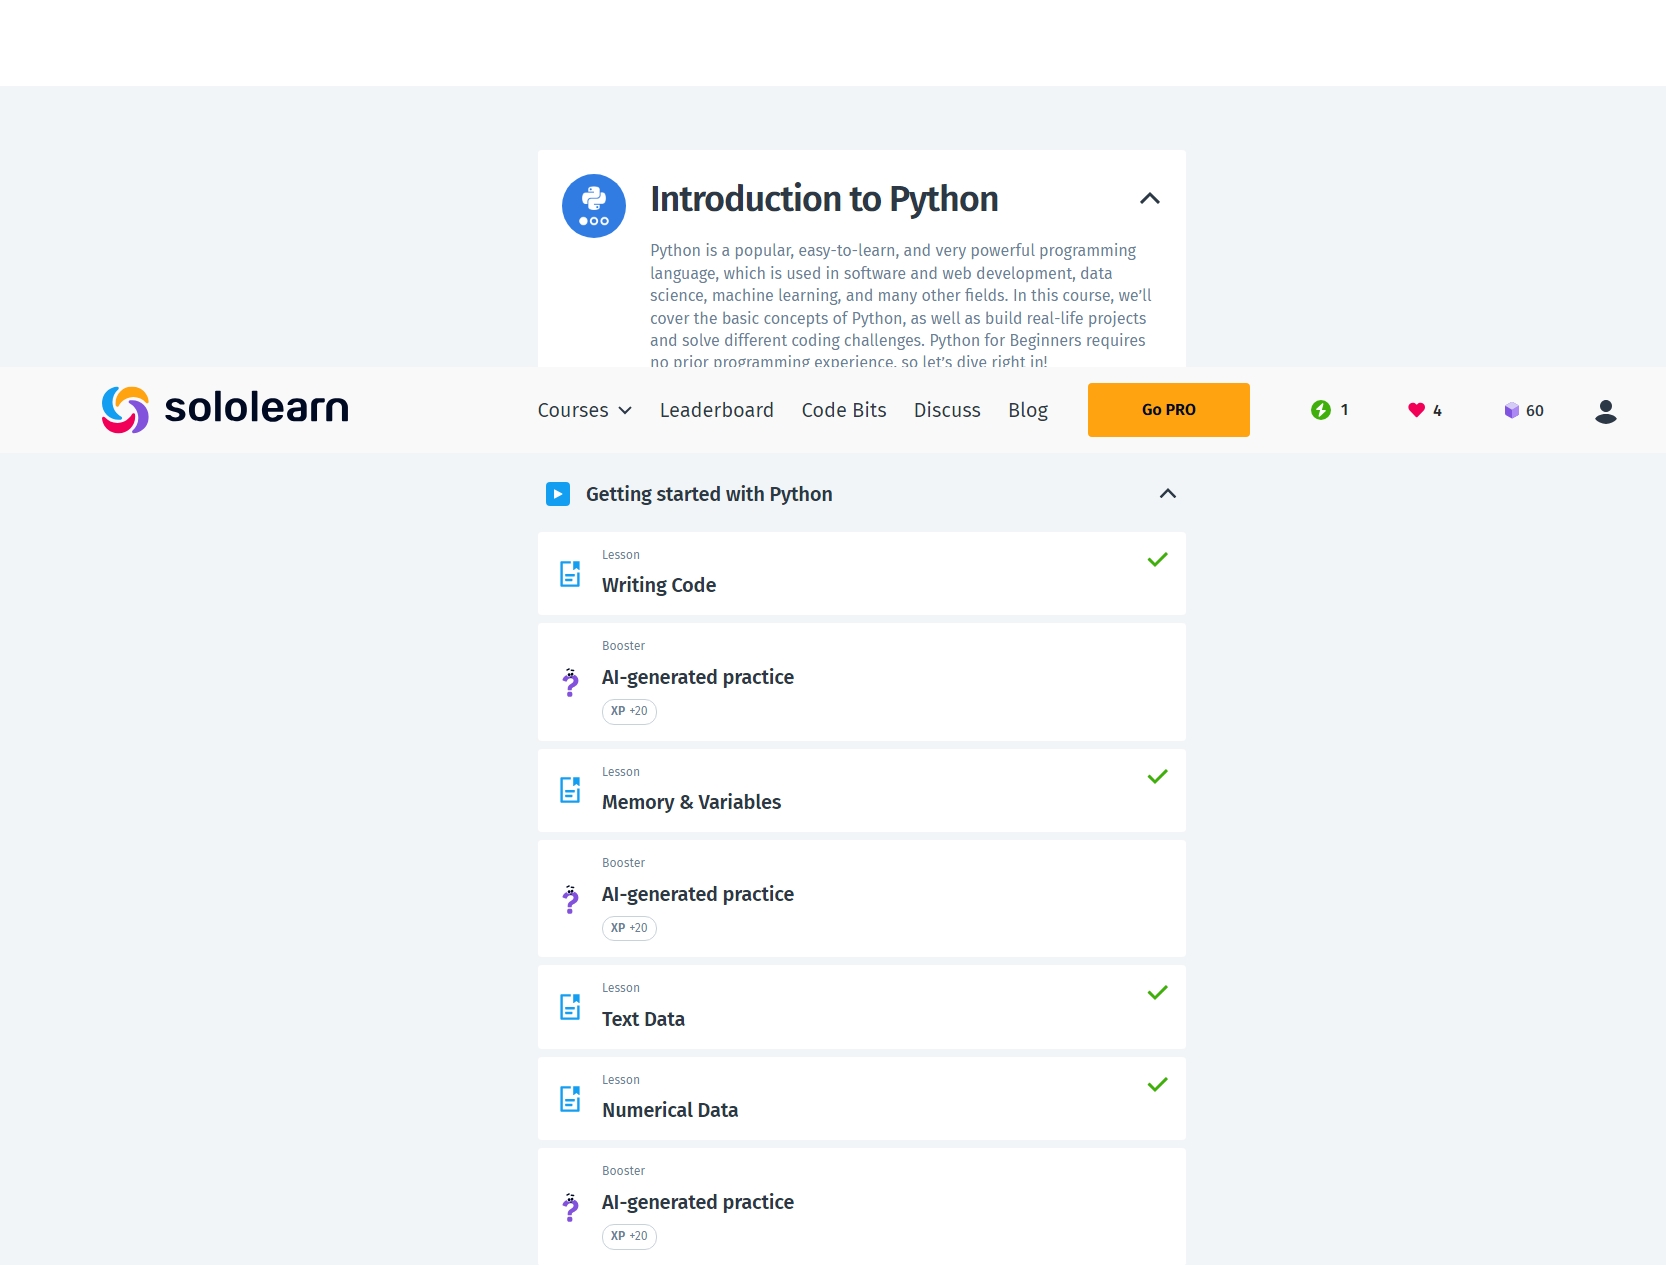 Introduction to Python
Python is a popular, easy-to-learn, and very powerful programming
language, which is used in software and web development, data
science, machine learning, and many other fields. In this course, we’ll
cover the basic concepts of Python, as well as build real-life projects
and solve different coding challenges. Python for Beginners requires
no prior programming experience, so let’s dive right in!
sololearn Courses Leaderboard Code Bits Discuss Blog Go PRO 1 4 60
Getting started with Python
Lesson
Writing Code
Booster
AI-generated practice
XP +20
Lesson
Memory & Variables
Booster
AI-generated practice
XP +20
Lesson
Text Data
Lesson
Numerical Data
Booster
AI-generated practice
XP +20